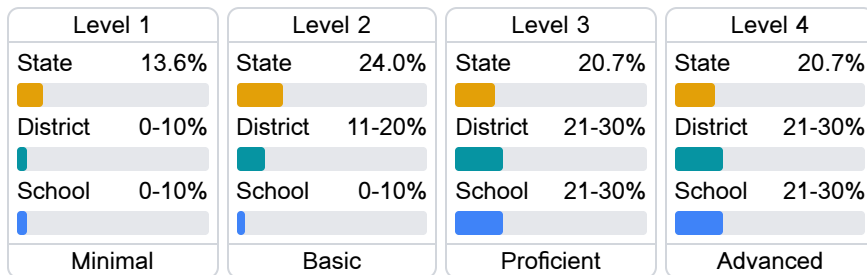 Level 1
State 13.6%
District 0-10%
School 0-10%
Minimal
Level 2
State 24.0%
District 11-20%
School 0-10%
Basic
Level 3
State 20.7%
District 21-30%
School 21-30%
Proficient
Level 4
State 20.7%
District 21-30%
School 21-30%
Advanced